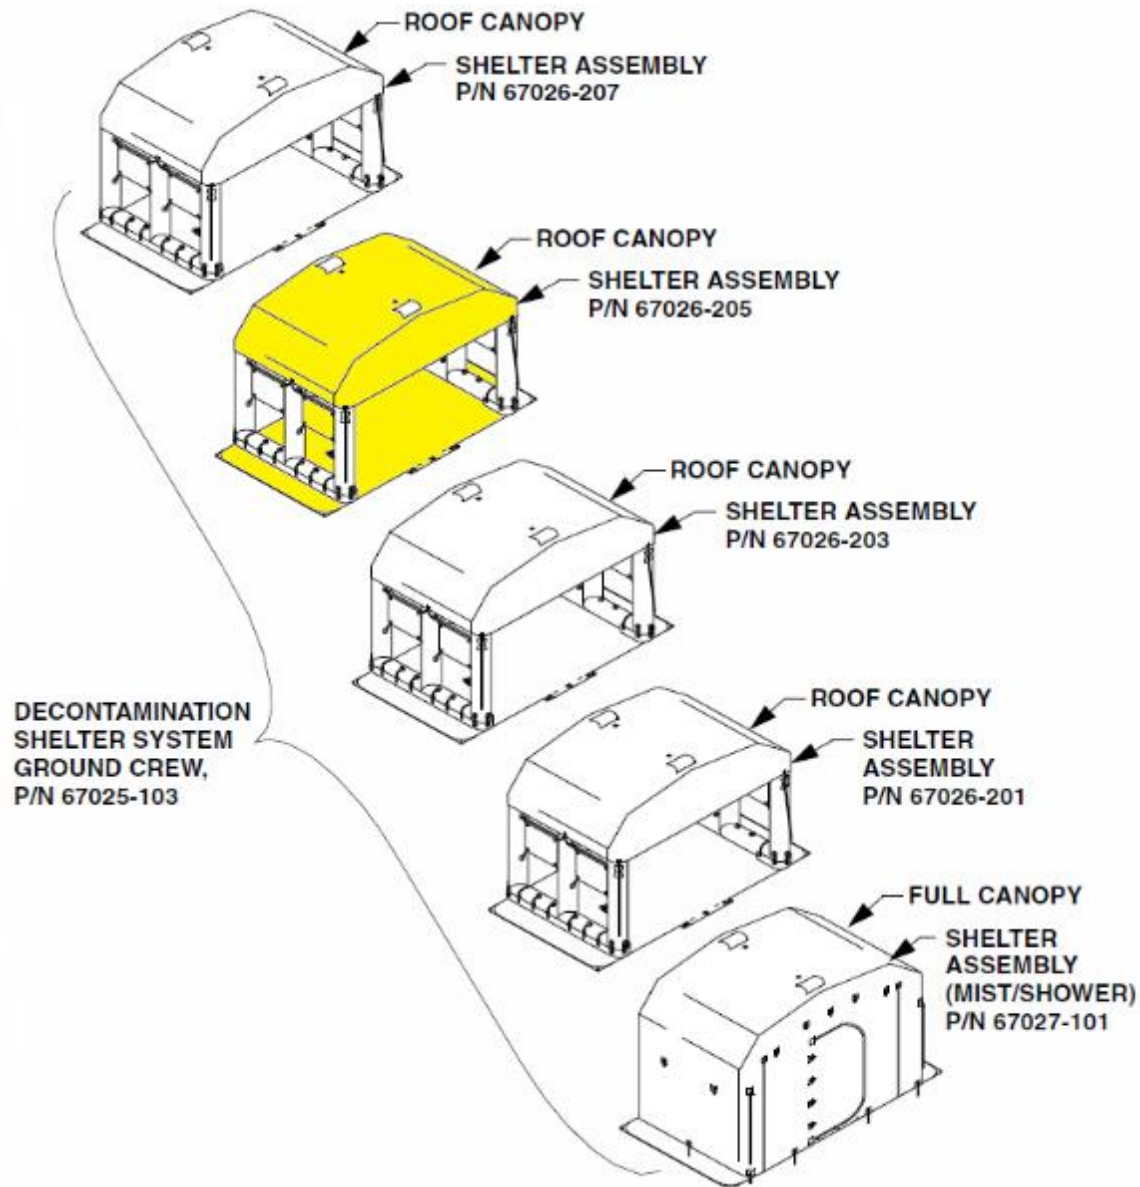 ROOF CANOPY
SHELTER ASSEMBLY
P/N 67026-207
ROOF CANOPY
SHELTER ASSEMBLY
P/N 67026-205
ROOF CANOPY
SHELTER ASSEMBLY
P/N 67026-203
DECONTAMINATION
SHELTER SYSTEM
GROUND CREW,
P/N 67025-103
ROOF CANOPY
SHELTER
ASSEMBLY
P/N 67026-201
FULL CANOPY
SHELTER
ASSEMBLY
(MIST/SHOWER)
P/N 67027-101